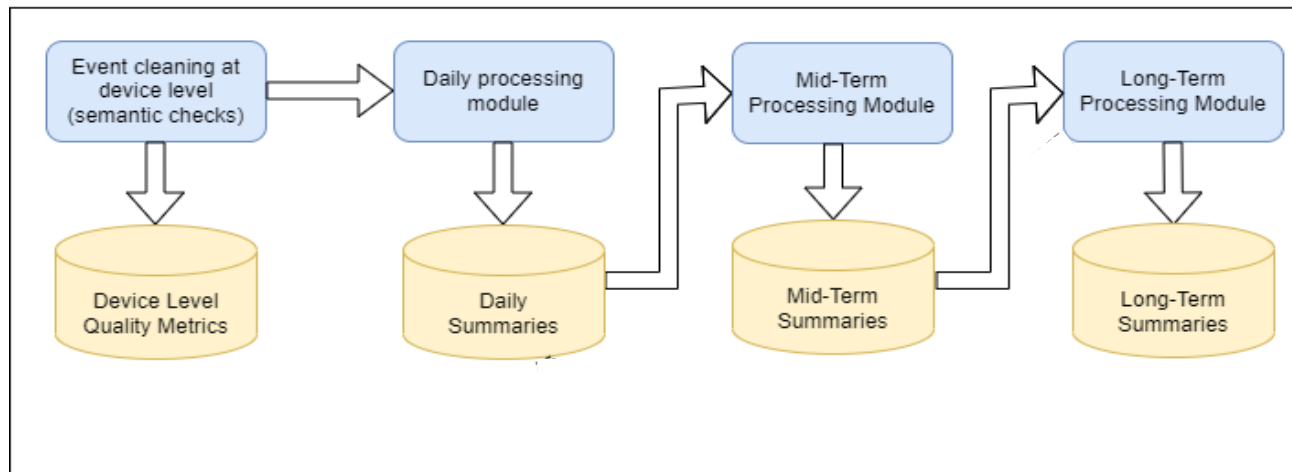 Event cleaning at
device level
(semantic checks)
Daily processing
module
Mid-Term
Processing Module
Long-Term
Processing Module
Device Level
Quality Metrics
Daily
Summaries
Mid-Term
Summaries
Long-Term
Summaries